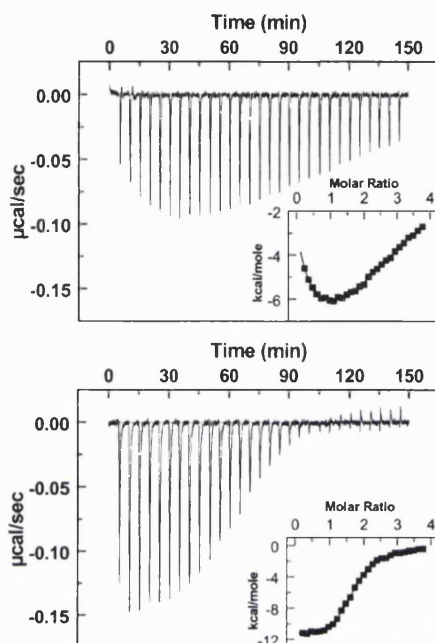 Time (min)
0 30 60 90 120 150
0.00
-0.05
-0.10
-0.15
µcal/sec
Molar Ratio
0 1 2 3 4
-2
-4
-6
kcal/mole
Time (min)
0 30 60 90 120 150
0.00
-0.05
-0.10
-0.15
µcal/sec
Molar Ratio
0 1 2 3 4
0
-4
-8
-12
kcal/mole